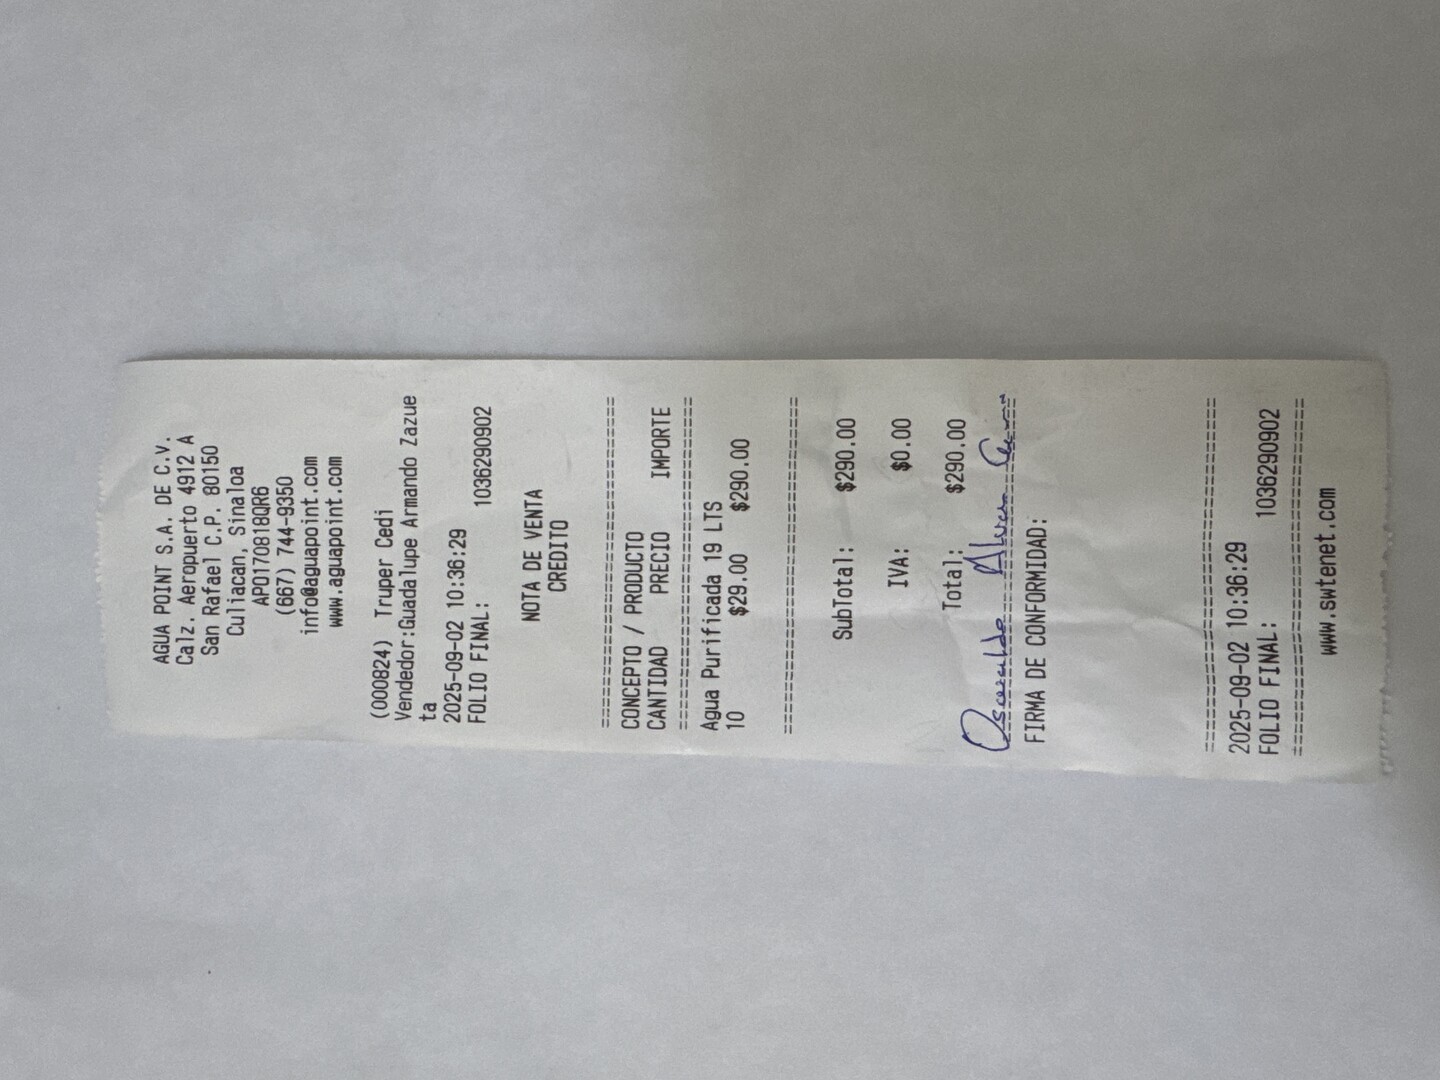 AGUA POINT S.A. DE C.V.
Calz. Aeropuerto 4912 A
San Rafael C.P. 80150
Culiacan, Sinaloa
APO170818QR6
(667) 744-9350
info@aguapoint.com
www.aguapoint.com
(000824) Truper Cedi
Vendedor:Guadalupe Armando Zazue
ta
2025-09-02 10:36:29
FOLIO FINAL: 1036290902
NOTA DE VENTA
CREDITO
================================
CONCEPTO / PRODUCTO
CANTIDAD PRECIO IMPORTE
================================
Agua Purificada 19 LTS
10 $29.00 $290.00
================================
SubTotal: $290.00
IVA: $0.00
Total: $290.00
FIRMA DE CONFORMIDAD:
================================
2025-09-02 10:36:29
FOLIO FINAL: 1036290902
================================
www.swtenet.com